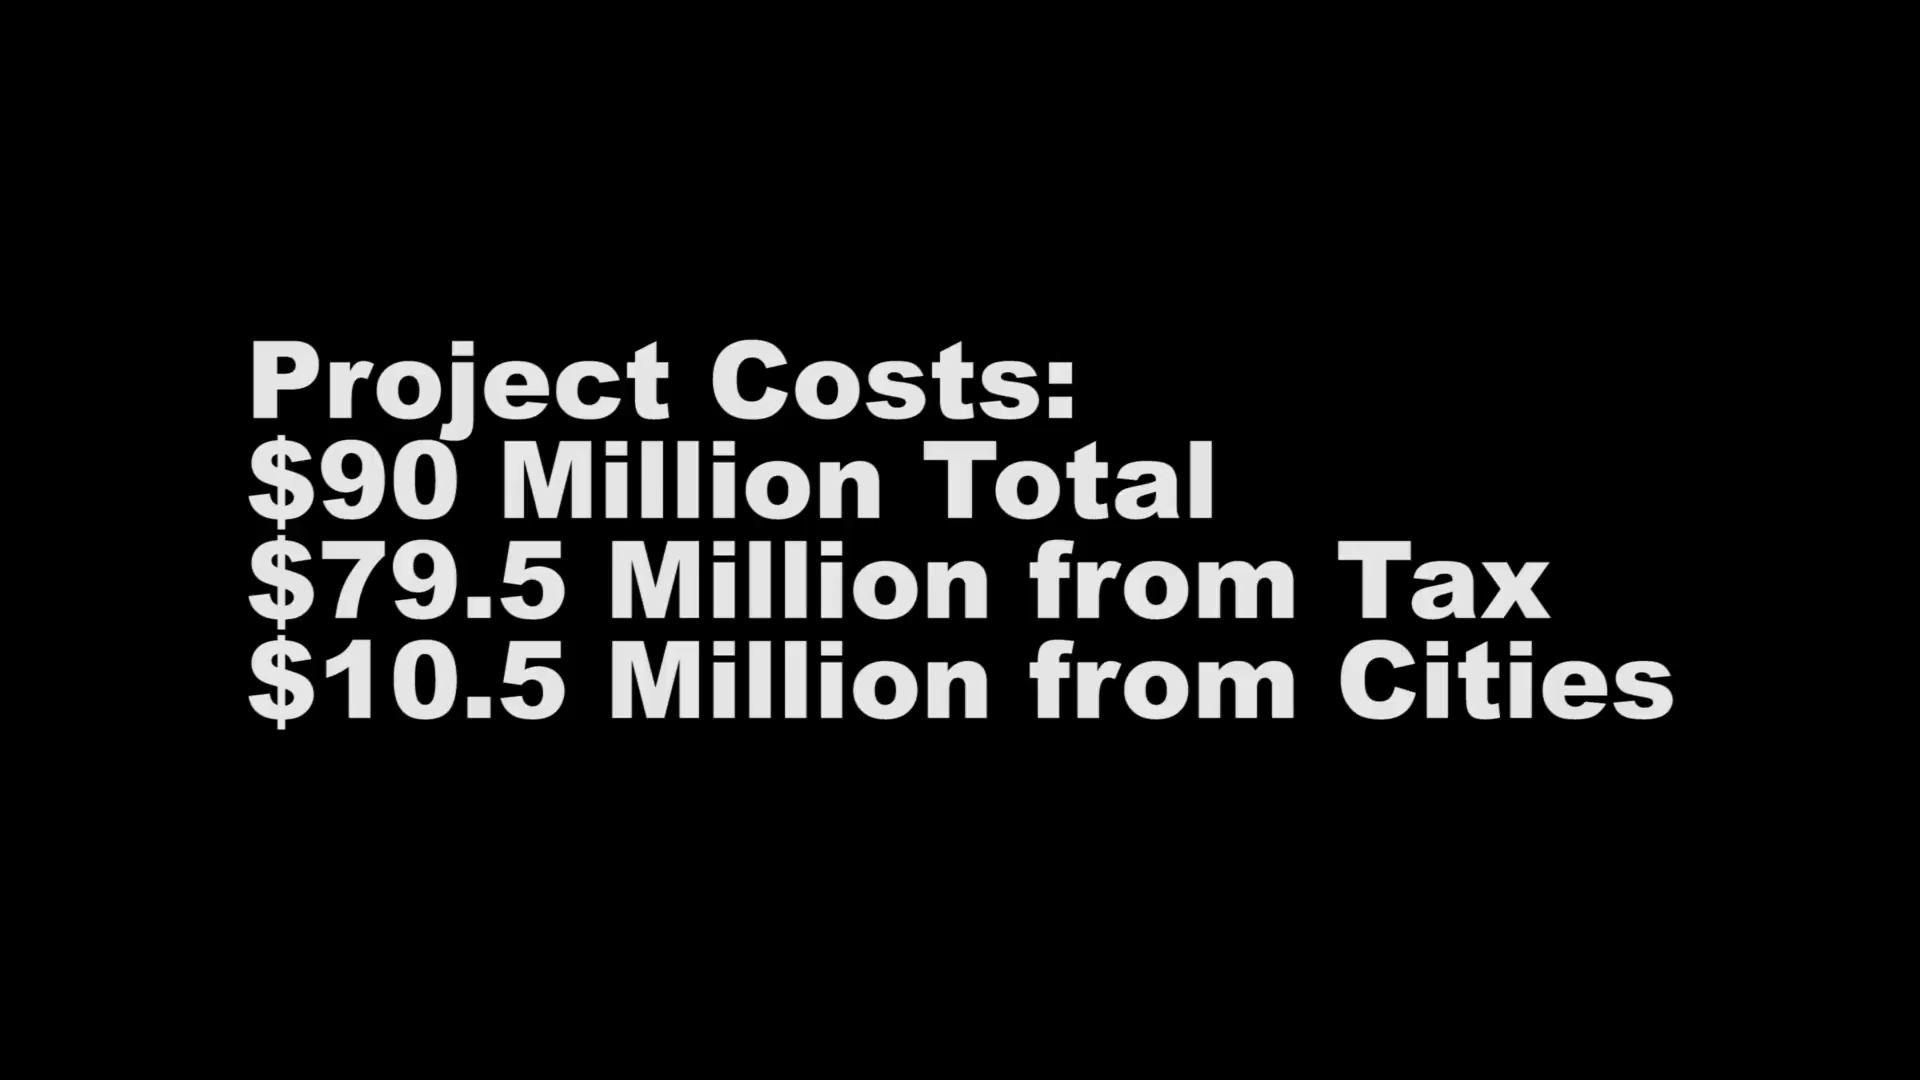 Project Costs:
$90 Million Total
$79.5 Million from Tax
$10.5 Million from Cities